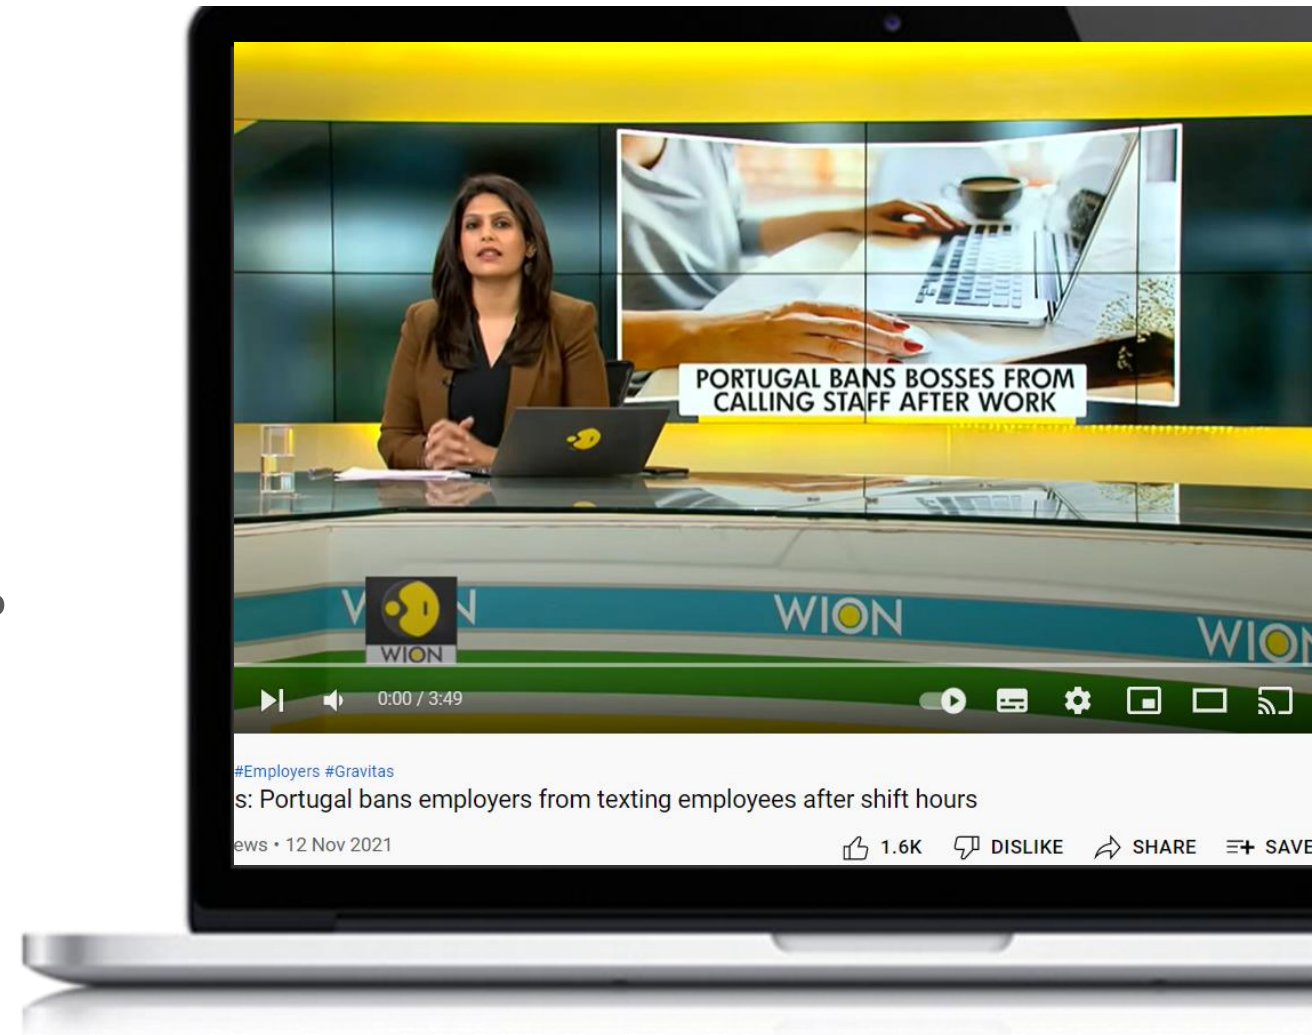 PORTUGAL BANS BOSSES FROM
CALLING STAFF AFTER WORK
WION
WION
WION
0:00 / 3:49
#Employers #Gravitas
s: Portugal bans employers from texting employees after shift hours
ews • 12 Nov 2021
1.6K DISLIKE SHARE SAVE